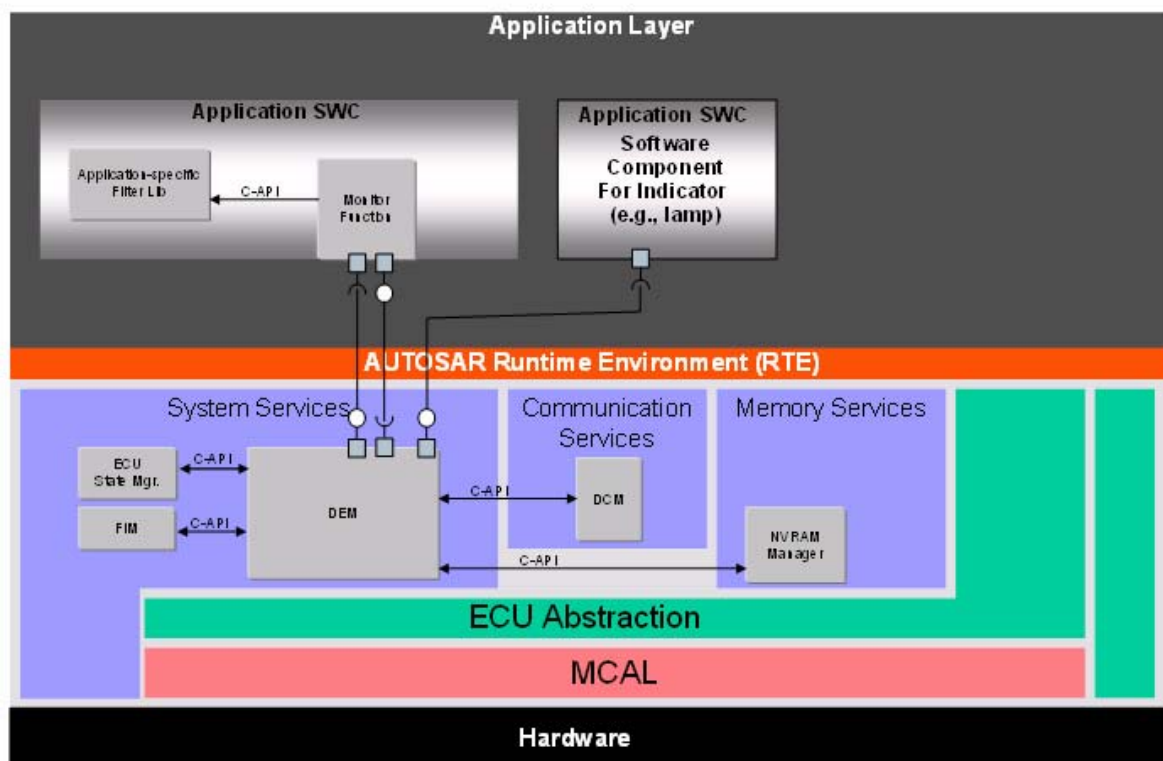 Application Layer
Application SWC
Application-specific
Filter Lib
C-API
Monitor
Function
Application SWC
Software
Component
For Indicator
(e.g., lamp)
AUTOSAR Runtime Environment (RTE)
System Services
Communication
Services
Memory Services
ECU
State Mgr.
C-API
FIM
C-API
DEM
C-API
DCM
C-API
NVRAM
Manager
ECU Abstraction
MCAL
Hardware